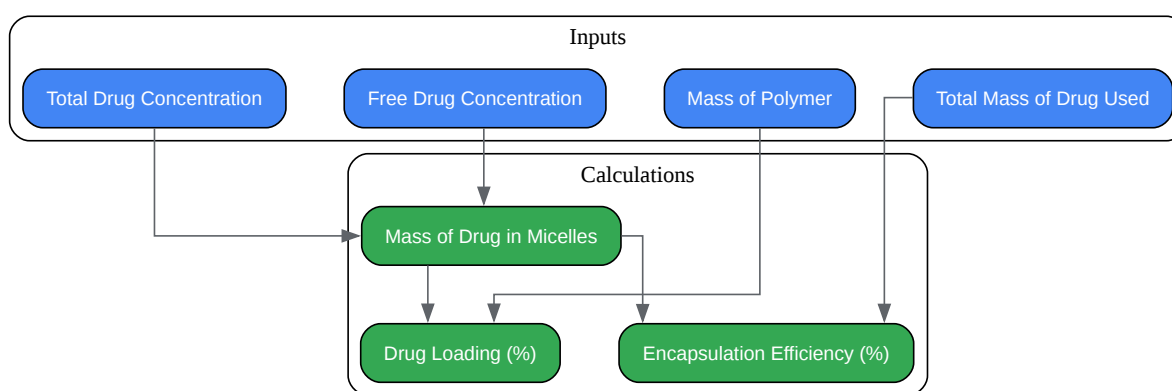 Inputs
Total Drug Concentration
Free Drug Concentration
Mass of Polymer
Total Mass of Drug Used
Calculations
Mass of Drug in Micelles
Drug Loading (%)
Encapsulation Efficiency (%)